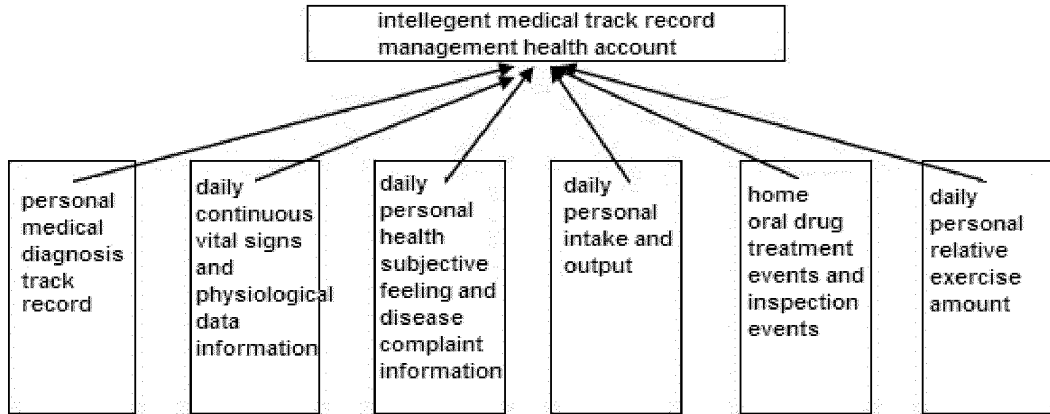 intellegent medical track record
management health account
personal
medical
diagnosis
track
record
daily
continuous
vital signs
and
physiological
data
information
daily
personal
health
subjective
feeling and
disease
complaint
information
daily
personal
intake and
output
home
oral drug
treatment
events and
inspection
events
daily
personal
relative
exercise
amount